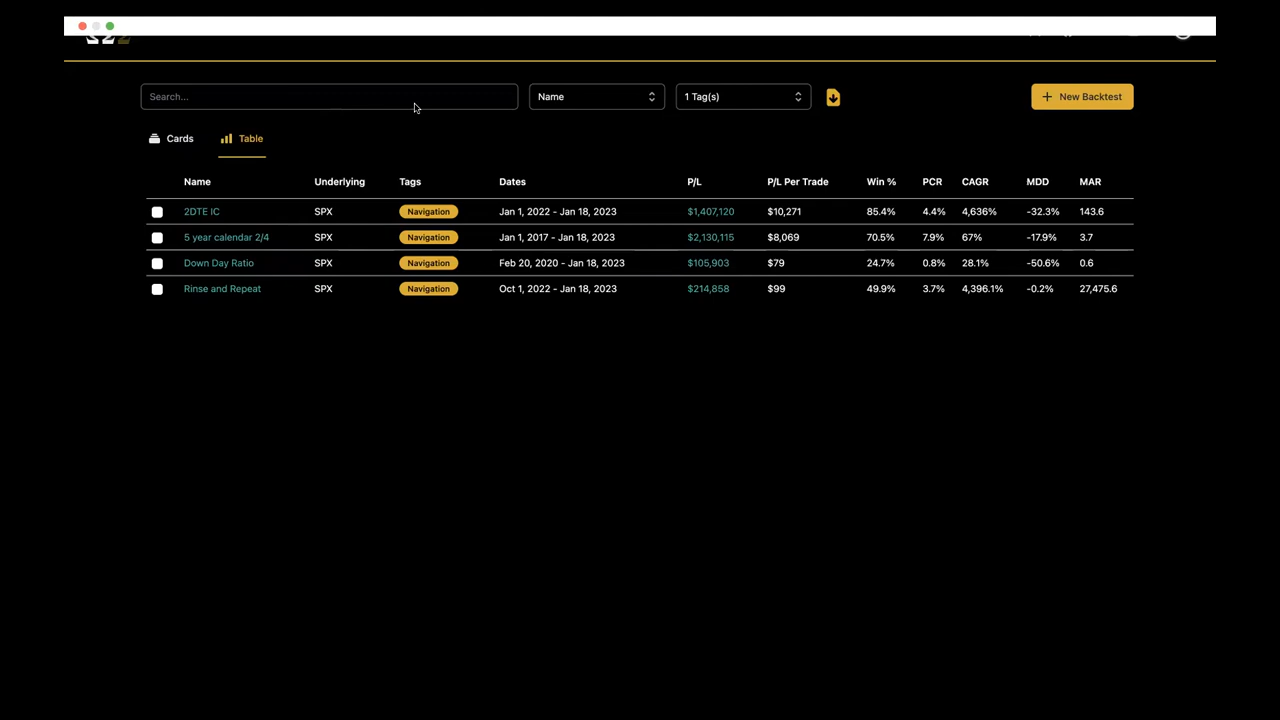 Search... Name 1 Tag(s) + New Backtest
Cards Table
Name Underlying Tags Dates P/L P/L Per Trade Win % PCR CAGR MDD MAR
2DTE IC SPX Navigation Jan 1, 2022 - Jan 18, 2023 $1,407,120 $10,271 85.4% 4.4% 4,636% -32.3% 143.6
5 year calendar 2/4 SPX Navigation Jan 1, 2017 - Jan 18, 2023 $2,130,115 $8,069 70.5% 7.9% 67% -17.9% 3.7
Down Day Ratio SPX Navigation Feb 20, 2020 - Jan 18, 2023 $105,903 $79 24.7% 0.8% 28.1% -50.6% 0.6
Rinse and Repeat SPX Navigation Oct 1, 2022 - Jan 18, 2023 $214,858 $99 49.9% 3.7% 4,396.1% -0.2% 27,475.6